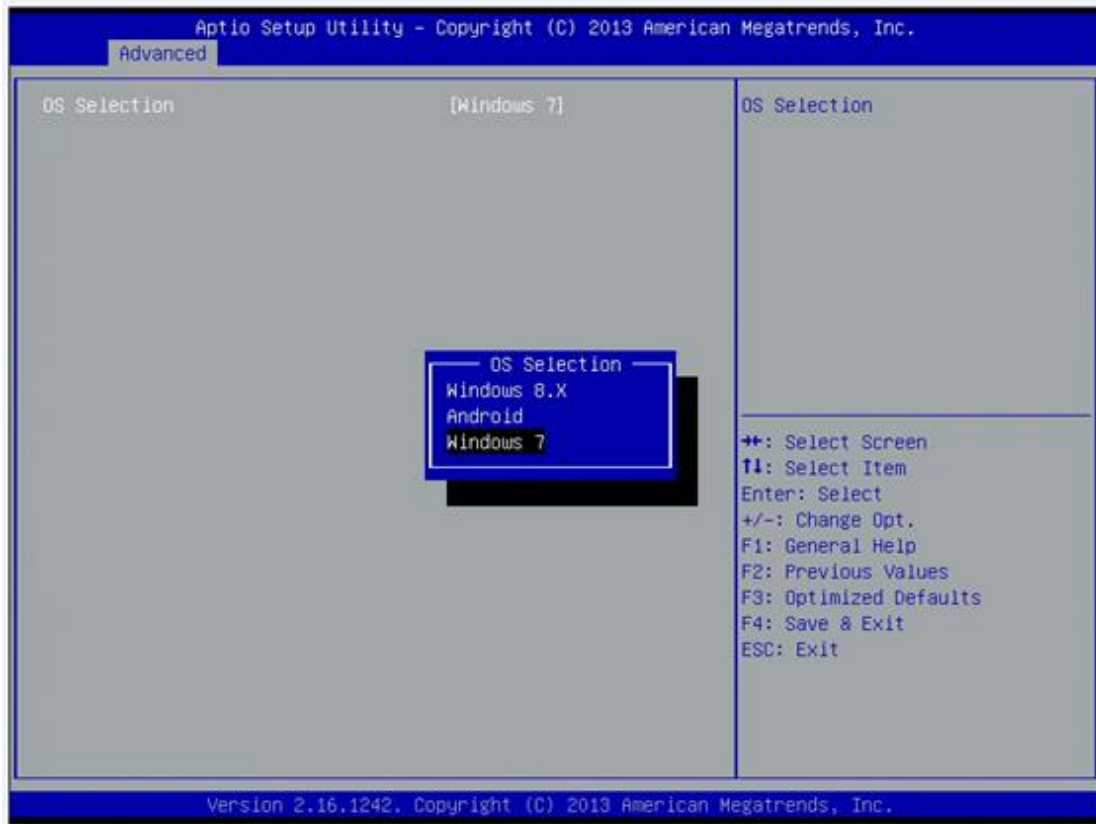 Aptio Setup Utility – Copyright (C) 2013 American Megatrends, Inc.
Advanced
OS Selection [Windows 7]
OS Selection
OS Selection
Windows 8.X
Android
Windows 7
→←: Select Screen
↑↓: Select Item
Enter: Select
+/-: Change Opt.
F1: General Help
F2: Previous Values
F3: Optimized Defaults
F4: Save & Exit
ESC: Exit
Version 2.16.1242. Copyright (C) 2013 American Megatrends, Inc.